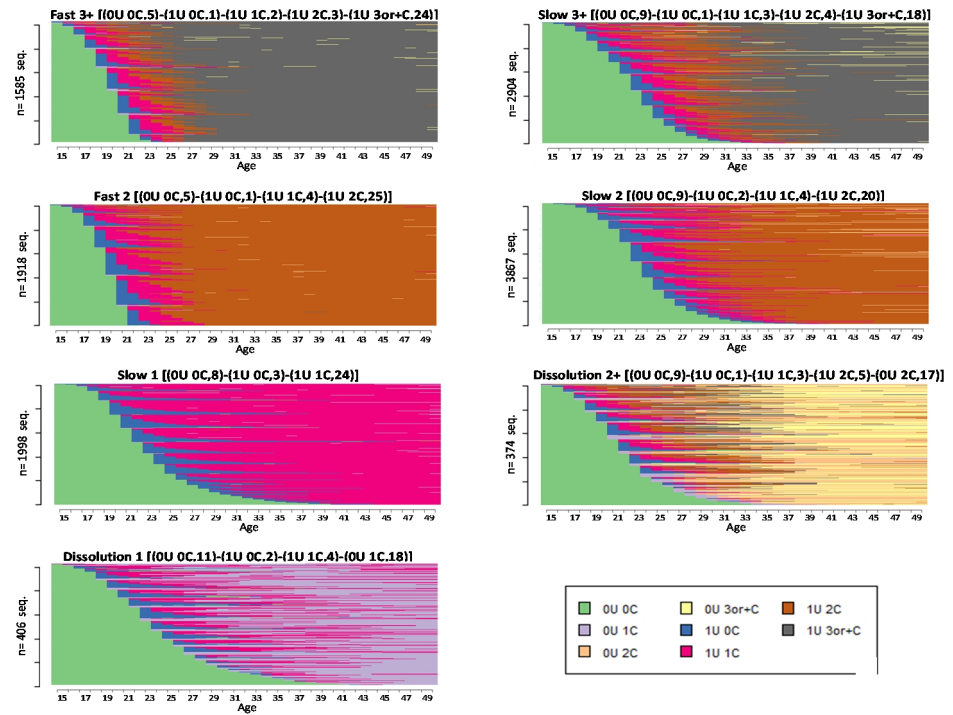 Fast 3+ [(0U 0C,5)-(1U 0C,1)-(1U 1C,2)-(1U 2C,3)-(1U 3or+C,24)]
n= 1585 seq.
15 17 19 21 23 25 27 29 31 33 35 37 39 41 43 45 47 49
Age
Slow 3+ [(0U 0C,9)-(1U 0C,1)-(1U 1C,3)-(1U 2C,4)-(1U 3or+C,18)]
n= 2904 seq.
15 17 19 21 23 25 27 29 31 33 35 37 39 41 43 45 47 49
Age
Fast 2 [(0U 0C,5)-(1U 0C,1)-(1U 1C,4)-(1U 2C,25)]
n= 1918 seq.
15 17 19 21 23 25 27 29 31 33 35 37 39 41 43 45 47 49
Age
Slow 2 [(0U 0C,9)-(1U 0C,2)-(1U 1C,4)-(1U 2C,20)]
n= 3867 seq.
15 17 19 21 23 25 27 29 31 33 35 37 39 41 43 45 47 49
Age
Slow 1 [(0U 0C,8)-(1U 0C,3)-(1U 1C,24)]
n= 1998 seq.
15 17 19 21 23 25 27 29 31 33 35 37 39 41 43 45 47 49
Age
Dissolution 2+ [(0U 0C,9)-(1U 0C,1)-(1U 1C,3)-(1U 2C,5)-(0U 2C,17)]
n= 374 seq.
15 17 19 21 23 25 27 29 31 33 35 37 39 41 43 45 47 49
Age
Dissolution 1 [(0U 0C,11)-(1U 0C,2)-(1U 1C,4)-(0U 1C,18)]
n= 406 seq.
15 17 19 21 23 25 27 29 31 33 35 37 39 41 43 45 47 49
Age
0U 0C 0U 3or+C 1U 2C
0U 1C 1U 0C 1U 3or+C
0U 2C 1U 1C